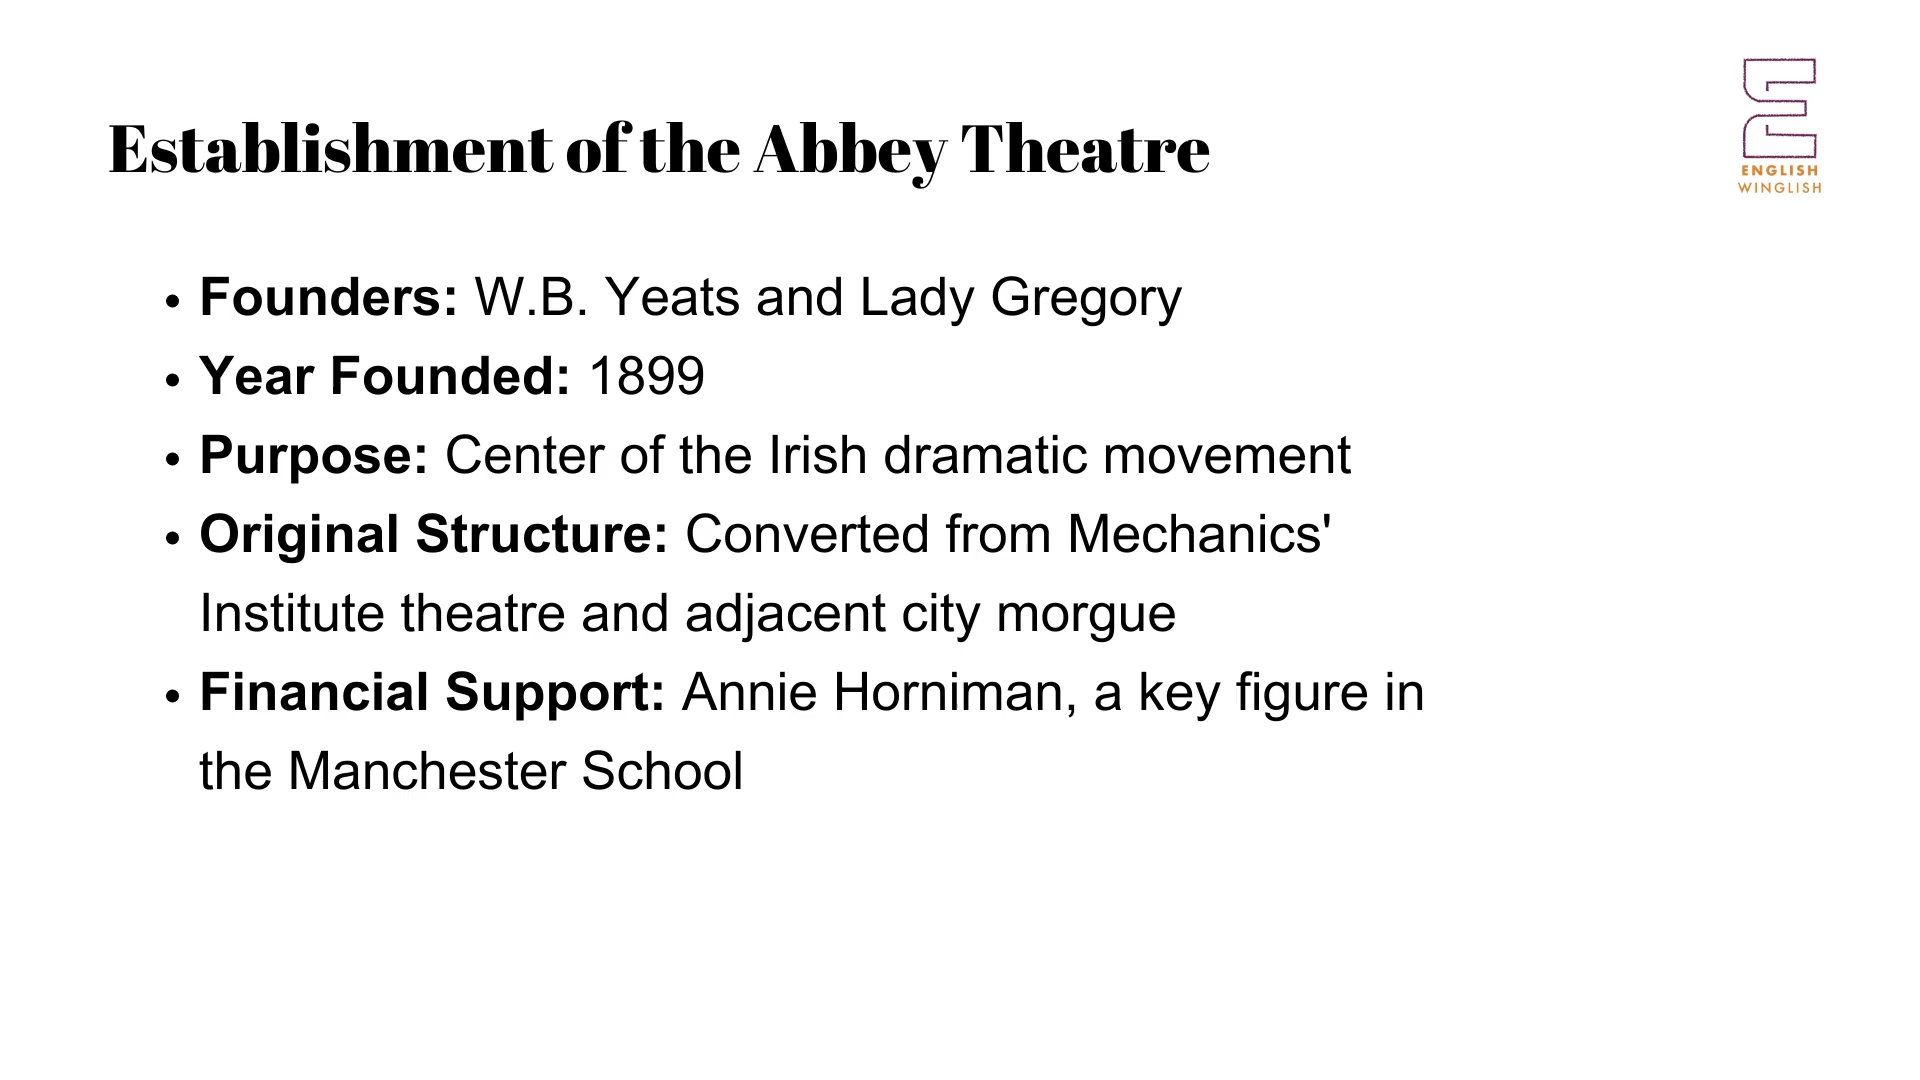 Establishment of the Abbey Theatre
ENGLISH
WINGLISH
• Founders: W.B. Yeats and Lady Gregory
• Year Founded: 1899
• Purpose: Center of the Irish dramatic movement
• Original Structure: Converted from Mechanics'
Institute theatre and adjacent city morgue
• Financial Support: Annie Horniman, a key figure in
the Manchester School